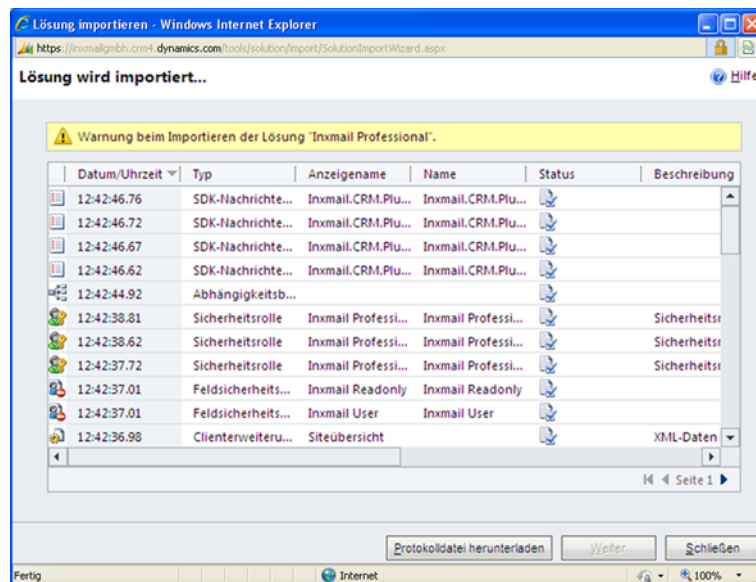 Lösung importieren - Windows Internet Explorer
https://inxmailgmbh.crm4.dynamics.com/tools/solution/import/SolutionImportWizard.aspx
Lösung wird importiert... Hilfe
Warnung beim Importieren der Lösung "Inxmail Professional".
Datum/Uhrzeit Typ Anzeigename Name Status Beschreibung
12:42:46.76 SDK-Nachrichte... Inxmail.CRM.Plu... Inxmail.CRM.Plu...
12:42:46.72 SDK-Nachrichte... Inxmail.CRM.Plu... Inxmail.CRM.Plu...
12:42:46.67 SDK-Nachrichte... Inxmail.CRM.Plu... Inxmail.CRM.Plu...
12:42:46.62 SDK-Nachrichte... Inxmail.CRM.Plu... Inxmail.CRM.Plu...
12:42:44.92 Abhängigkeitsb...
12:42:38.81 Sicherheitsrolle Inxmail Professi... Inxmail Professi... Sicherheitsr
12:42:38.62 Sicherheitsrolle Inxmail Professi... Inxmail Professi... Sicherheitsr
12:42:37.72 Sicherheitsrolle Inxmail Professi... Inxmail Professi... Sicherheitsr
12:42:37.01 Feldsicherheits... Inxmail Readonly Inxmail Readonly
12:42:37.01 Feldsicherheits... Inxmail User Inxmail User
12:42:36.98 Clienterweiteru... Siteübersicht XML-Daten
Seite 1
Protokolldatei herunterladen Weiter Schließen
Fertig Internet 100%